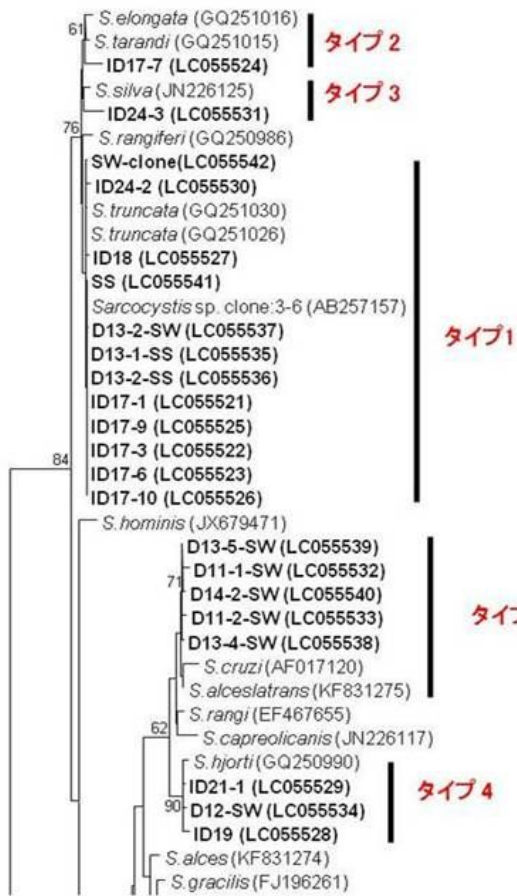 S.elongata (GQ251016)
61
S.tarandi (GQ251015)
タイプ 2
ID17-7 (LC055524)
S.silva (JN226125)
タイプ 3
ID24-3 (LC055531)
76
S.rangiferi (GQ250986)
SW-clone(LC055542)
ID24-2 (LC055530)
S.truncata (GQ251030)
S.truncata (GQ251026)
ID18 (LC055527)
SS (LC055541)
Sarcocystis sp. clone:3-6 (AB257157)
D13-2-SW (LC055537)
タイプ1
D13-1-SS (LC055535)
D13-2-SS (LC055536)
ID17-1 (LC055521)
ID17-9 (LC055525)
ID17-3 (LC055522)
ID17-6 (LC055523)
84
ID17-10 (LC055526)
S.hominis (JX679471)
D13-5-SW (LC055539)
D11-1-SW (LC055532)
71
D14-2-SW (LC055540)
D11-2-SW (LC055533)
タイ
D13-4-SW (LC055538)
S.cruzi (AF017120)
S.alceslatrans (KF831275)
S.rangi (EF467655)
62
S.capreolicanis (JN226117)
S.hjorti (GQ250990)
ID21-1 (LC055529)
タイプ 4
90
D12-SW (LC055534)
ID19 (LC055528)
S.alces (KF831274)
S.gracilis (FJ196261)